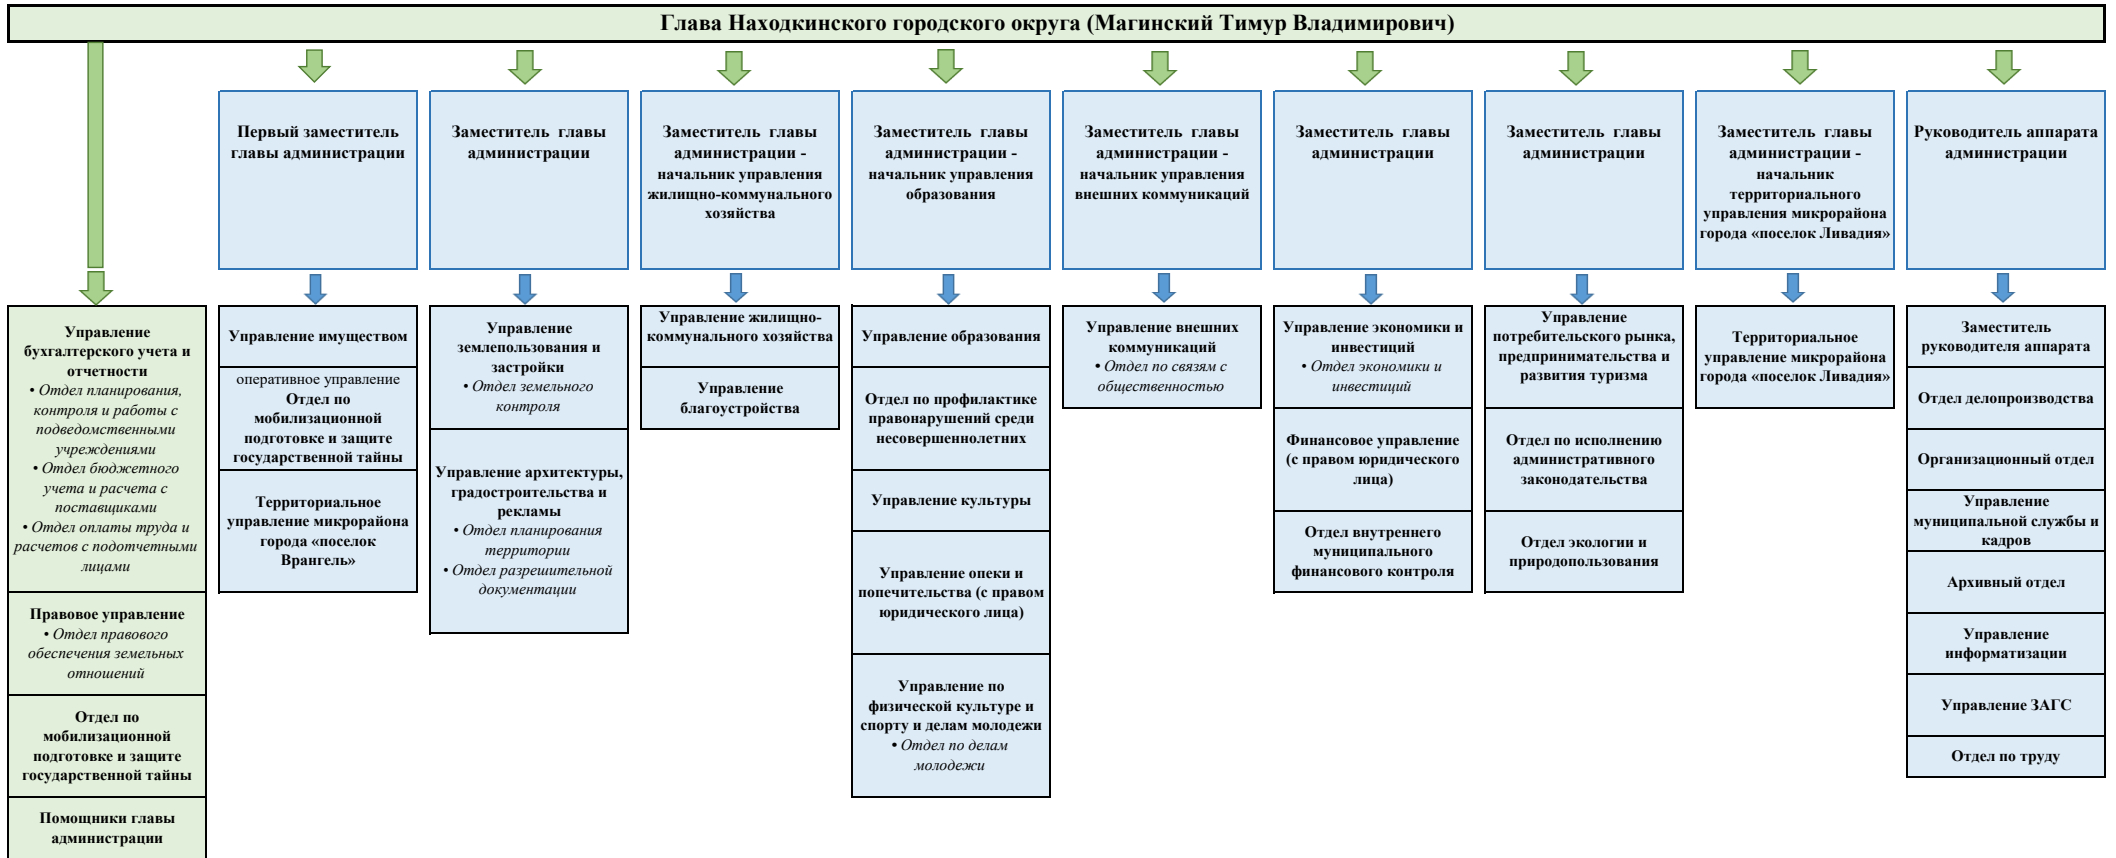 Глава Находкинского городского округа (Магинский Тимур Владимирович)
Первый заместитель
главы администрации
Заместитель главы
администрации
Заместитель главы
администрации -
начальник управления
жилищно-коммунального
хозяйства
Заместитель главы
администрации -
начальник управления
образования
Заместитель главы
администрации -
начальник управления
внешних коммуникаций
Заместитель главы
администрации
Заместитель главы
администрации
Заместитель главы
администрации -
начальник
территориального
управления микрорайона
города «поселок Ливадия»
Руководитель аппарата
администрации
Управление
бухгалтерского учета и
отчетности
• Отдел планирования,
контроля и работы с
подведомственными
учреждениями
• Отдел бюджетного
учета и расчета с
поставщиками
• Отдел оплаты труда и
расчетов с подотчетными
лицами
Правовое управление
• Отдел правового
обеспечения земельных
отношений
Отдел по
мобилизационной
подготовке и защите
государственной тайны
Помощники главы
администрации
Управление имуществом
оперативное управление
Отдел по
мобилизационной
подготовке и защите
государственной тайны
Территориальное
управление микрорайона
города «поселок
Врангель»
Управление
землепользования и
застройки
• Отдел земельного
контроля
Управление архитектуры,
градостроительства и
рекламы
• Отдел планирования
территории
• Отдел разрешительной
документации
Управление жилищно-
коммунального хозяйства
Управление
благоустройства
Управление образования
Отдел по профилактике
правонарушений среди
несовершеннолетних
Управление культуры
Управление опеки и
попечительства (с правом
юридического лица)
Управление по
физической культуре и
спорту и делам молодежи
• Отдел по делам
молодежи
Управление внешних
коммуникаций
• Отдел по связям с
общественностью
Управление экономики и
инвестиций
• Отдел экономики и
инвестиций
Финансовое управление
(с правом юридического
лица)
Отдел внутреннего
муниципального
финансового контроля
Управление
потребительского рынка,
предпринимательства и
развития туризма
Отдел по исполнению
административного
законодательства
Отдел экологии и
природопользования
Территориальное
управление микрорайона
города «поселок Ливадия»
Заместитель
руководителя аппарата
Отдел делопроизводства
Организационный отдел
Управление
муниципальной службы и
кадров
Архивный отдел
Управление
информатизации
Управление ЗАГС
Отдел по труду